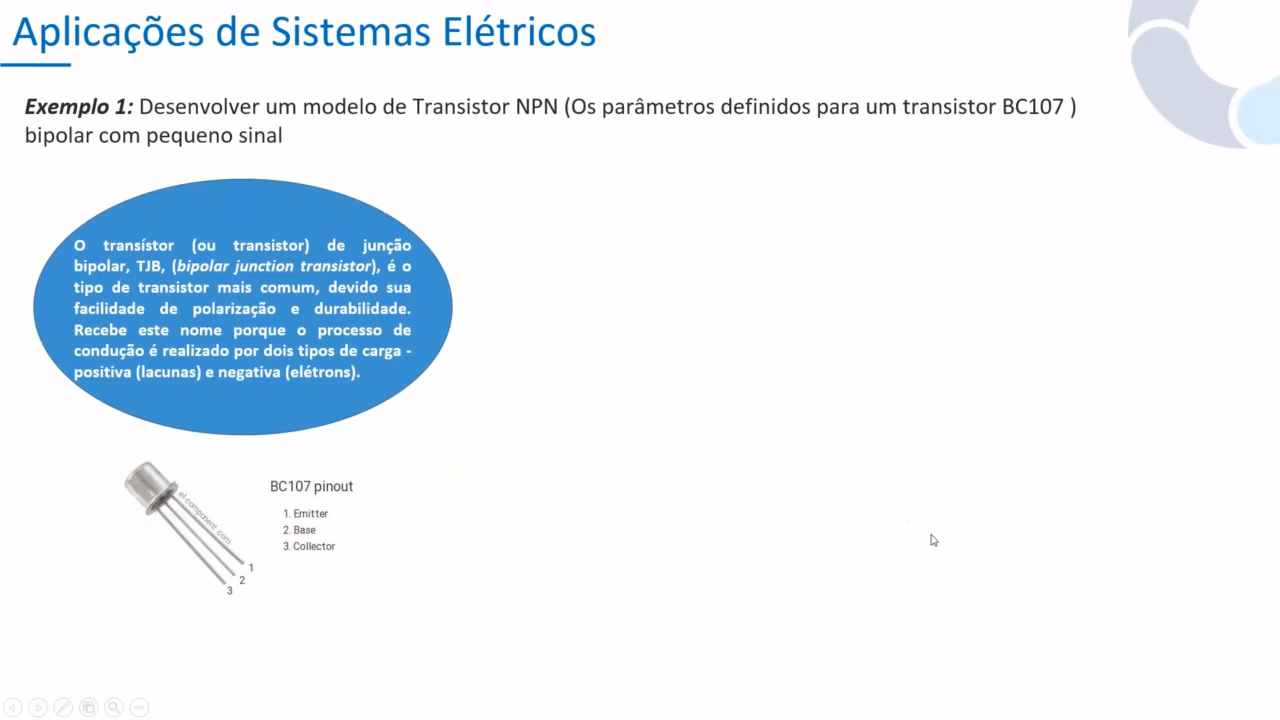 Aplicações de Sistemas Elétricos
Exemplo 1: Desenvolver um modelo de Transistor NPN (Os parâmetros definidos para um transistor BC107 )
bipolar com pequeno sinal
O transístor (ou transistor) de junção
bipolar, TJB, (bipolar junction transistor), é o
tipo de transistor mais comum, devido sua
facilidade de polarização e durabilidade.
Recebe este nome porque o processo de
condução é realizado por dois tipos de carga -
positiva (lacunas) e negativa (elétrons).
el-component.com
BC107 pinout
1. Emitter
2. Base
3. Collector
1
2
3